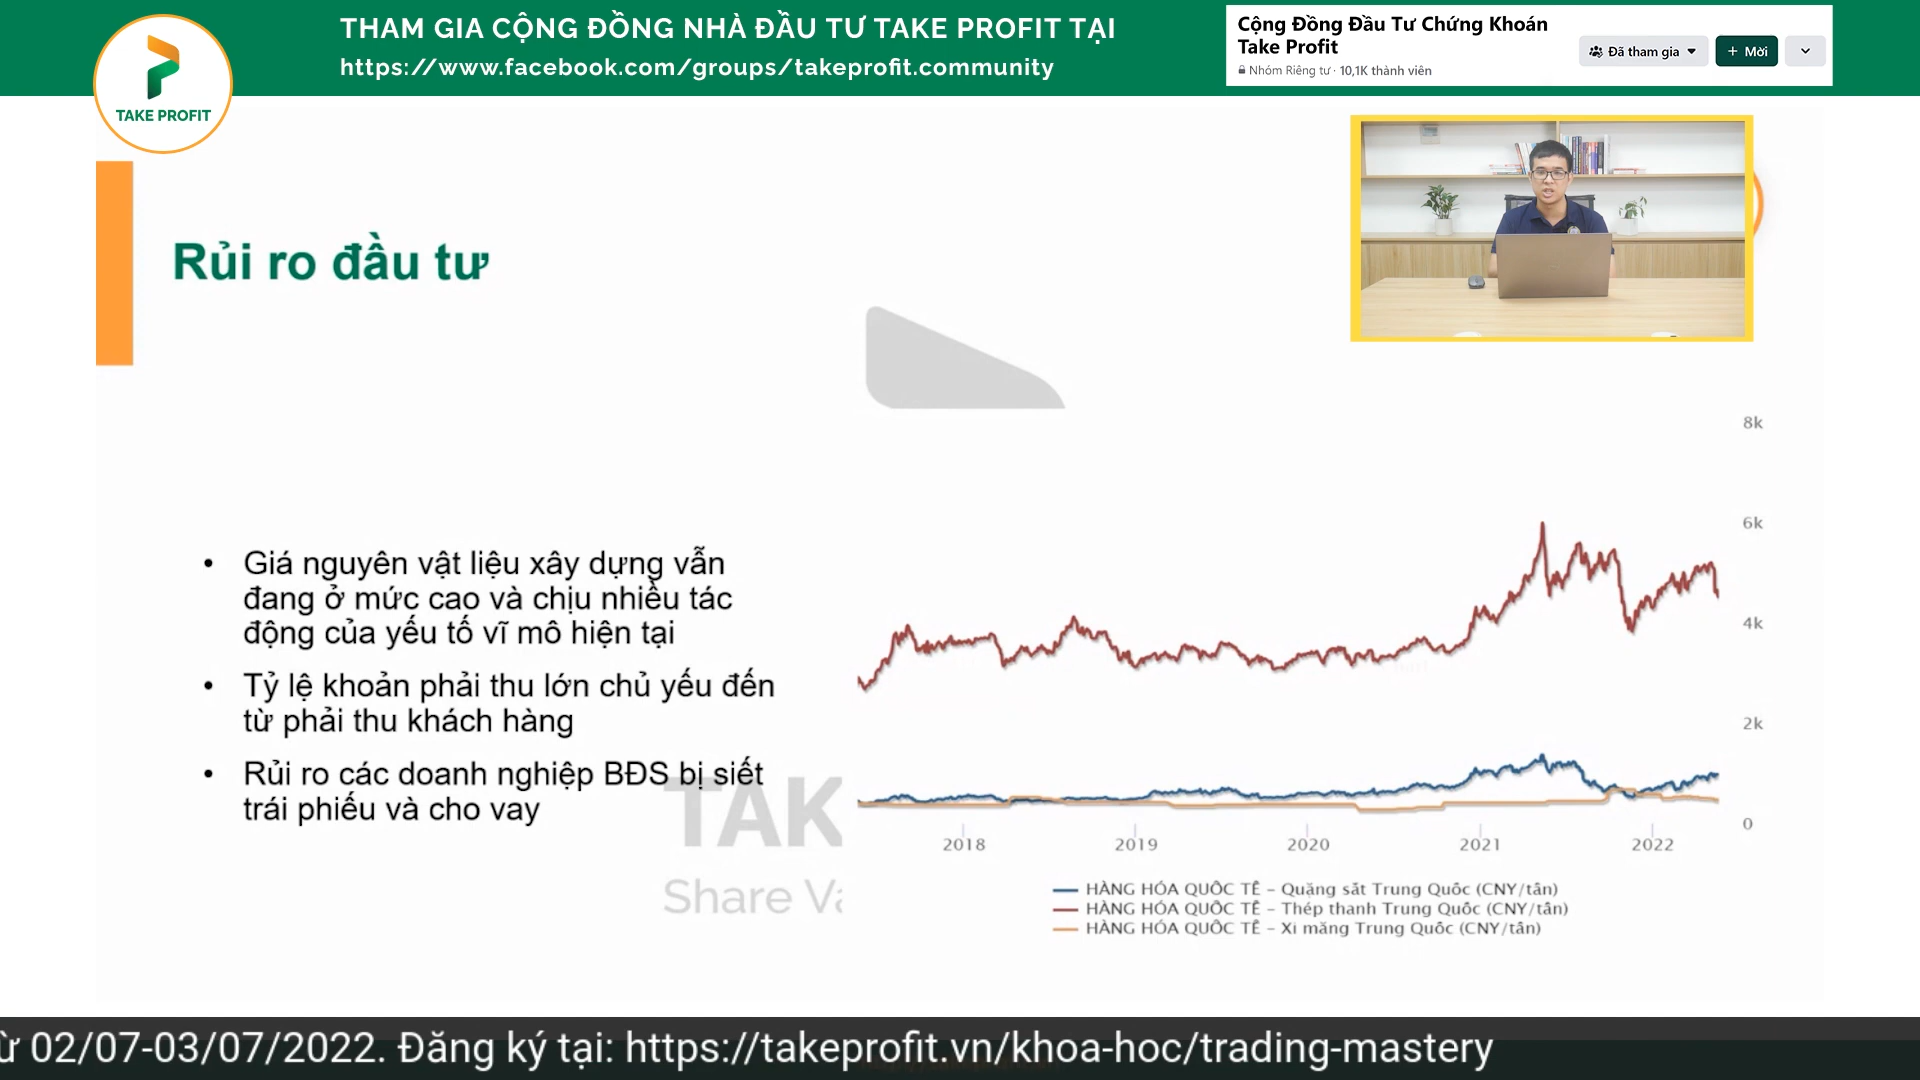 THAM GIA CỘNG ĐỒNG NHÀ ĐẦU TƯ TAKE PROFIT TẠI
https://www.facebook.com/groups/takeprofit.community
Cộng Đồng Đầu Tư Chứng Khoán
Take Profit
Nhóm Riêng tư · 10,1K thành viên
Đã tham gia
+ Mời
TAKE PROFIT
Rủi ro đầu tư
• Giá nguyên vật liệu xây dựng vẫn
đang ở mức cao và chịu nhiều tác
động của yếu tố vĩ mô hiện tại
• Tỷ lệ khoản phải thu lớn chủ yếu đến
từ phải thu khách hàng
• Rủi ro các doanh nghiệp BĐS bị siết
trái phiếu và cho vay
TAK
Share Va
8k
6k
4k
2k
0
2018 2019 2020 2021 2022
HÀNG HÓA QUỐC TẾ – Quặng sắt Trung Quốc (CNY/tấn)
HÀNG HÓA QUỐC TẾ – Thép thanh Trung Quốc (CNY/tấn)
HÀNG HÓA QUỐC TẾ – Xi măng Trung Quốc (CNY/tấn)
ừ 02/07-03/07/2022. Đăng ký tại: https://takeprofit.vn/khoa-hoc/trading-mastery